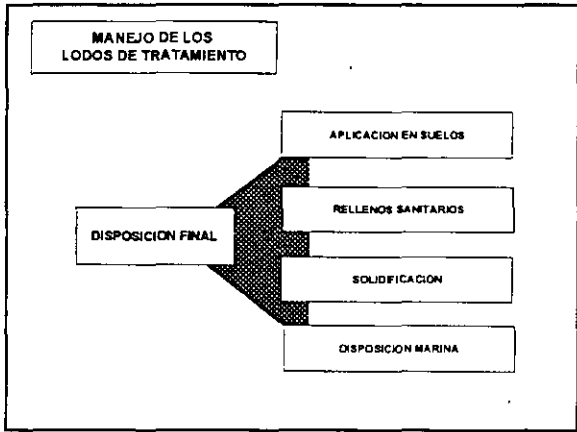 MANEJO DE LOS
LODOS DE TRATAMIENTO
APLICACION EN SUELOS
RELLENOS SANITARIOS
DISPOSICION FINAL
SOLIDIFICACION
DISPOSICION MARINA